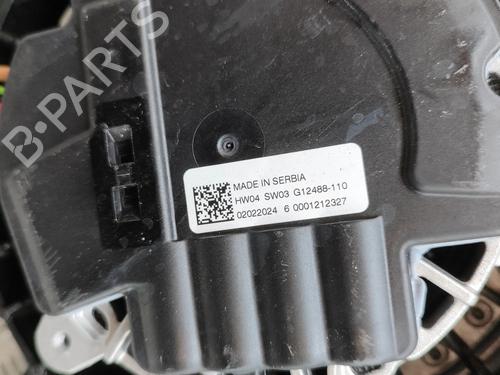 B-PARTS
MADE IN SERBIA
HW04 SW03 G12488-110
02022024 6 0001212327